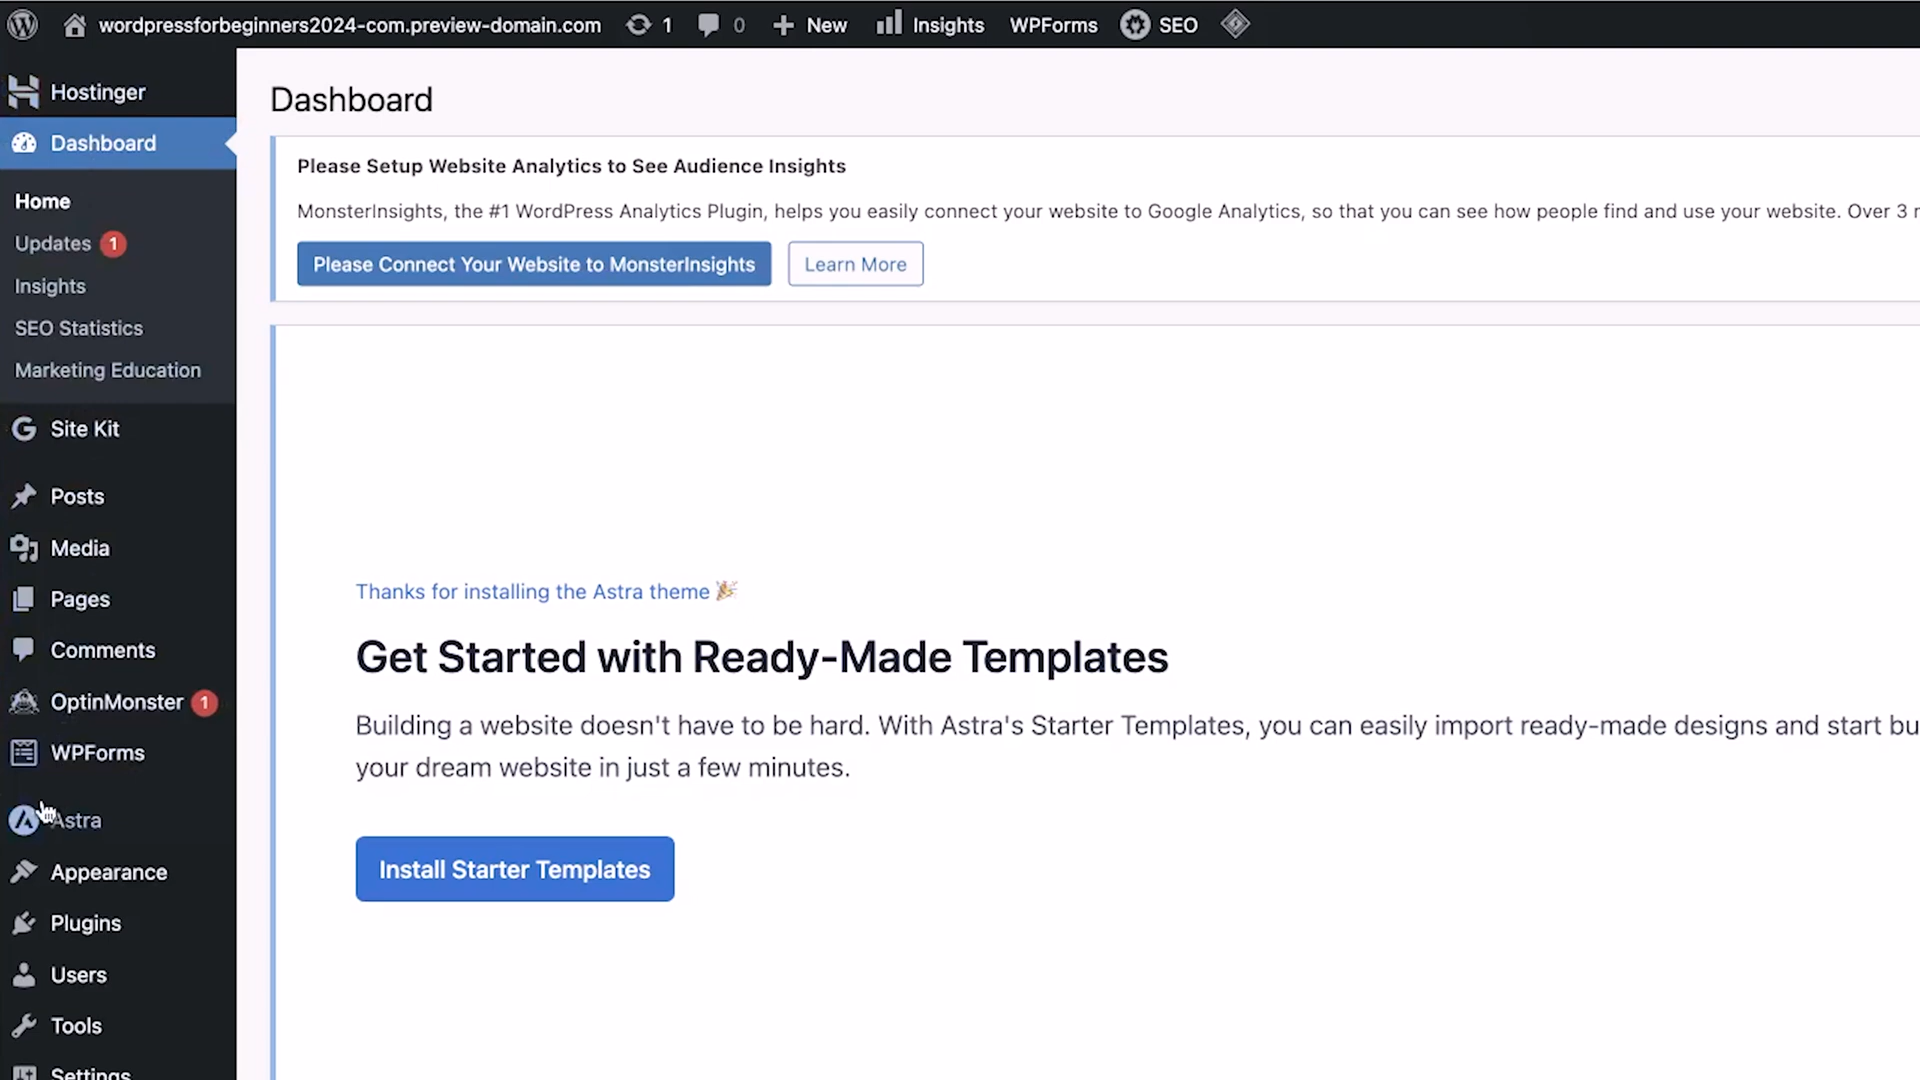 wordpressforbeginners2024-com.preview-domain.com 1 0 New Insights WPForms SEO
Hostinger
Dashboard
Home
Updates 1
Insights
SEO Statistics
Marketing Education
Site Kit
Posts
Media
Pages
Comments
OptinMonster 1
WPForms
Astra
Appearance
Plugins
Users
Tools
Settings
Dashboard
Please Setup Website Analytics to See Audience Insights
MonsterInsights, the #1 WordPress Analytics Plugin, helps you easily connect your website to Google Analytics, so that you can see how people find and use your website. Over 3
Please Connect Your Website to MonsterInsights Learn More
Thanks for installing the Astra theme 🎉
Get Started with Ready-Made Templates
Building a website doesn't have to be hard. With Astra's Starter Templates, you can easily import ready-made designs and start bu
your dream website in just a few minutes.
Install Starter Templates